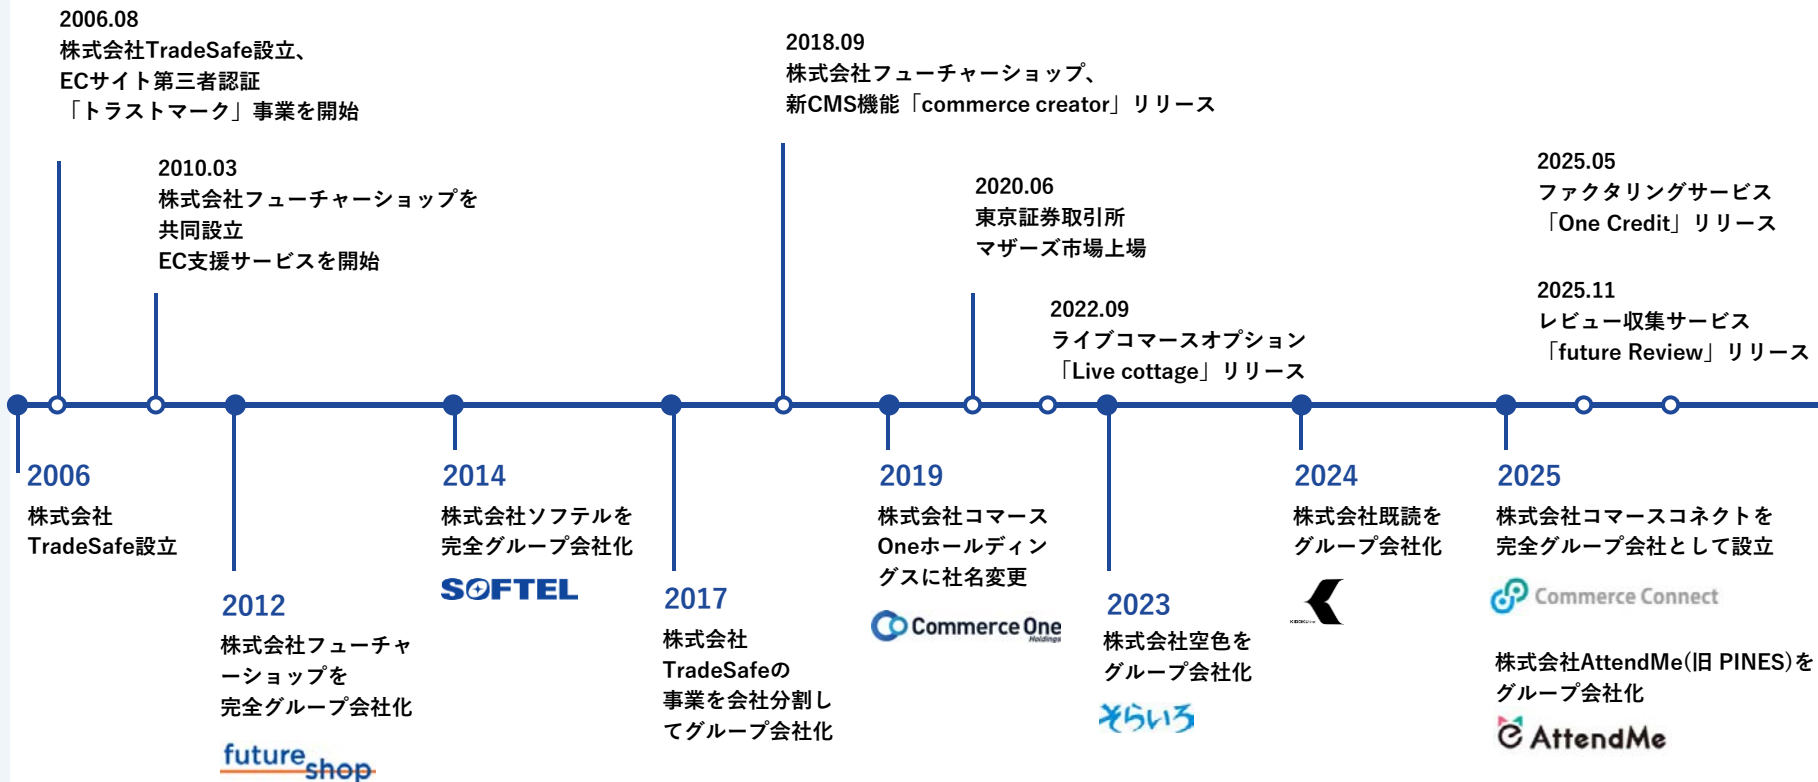 2006.08
株式会社TradeSafe設立、
ECサイト第三者認証
「トラストマーク」事業を開始
2010.03
株式会社フューチャーショップを
共同設立
EC支援サービスを開始
2018.09
株式会社フューチャーショップ、
新CMS機能「commerce creator」リリース
2020.06
東京証券取引所
マザーズ市場上場
2022.09
ライブコマースオプション
「Live cottage」リリース
2025.05
ファクタリングサービス
「One Credit」リリース
2025.11
レビュー収集サービス
「future Review」リリース
2006
株式会社
TradeSafe設立
2012
株式会社フューチャ
ーショップを
完全グループ会社化
future
shop
2014
株式会社ソフテルを
完全グループ会社化
SOFTEL
2017
株式会社
TradeSafeの
事業を会社分割し
てグループ会社化
2019
株式会社コマース
Oneホールディン
グスに社名変更
Commerce One
Holdings
2023
株式会社空色を
グループ会社化
そらいろ
2024
株式会社既読を
グループ会社化
2025
株式会社コマースコネクトを
完全グループ会社として設立
Commerce Connect
株式会社AttendMe(旧 PINES)を
グループ会社化
AttendMe